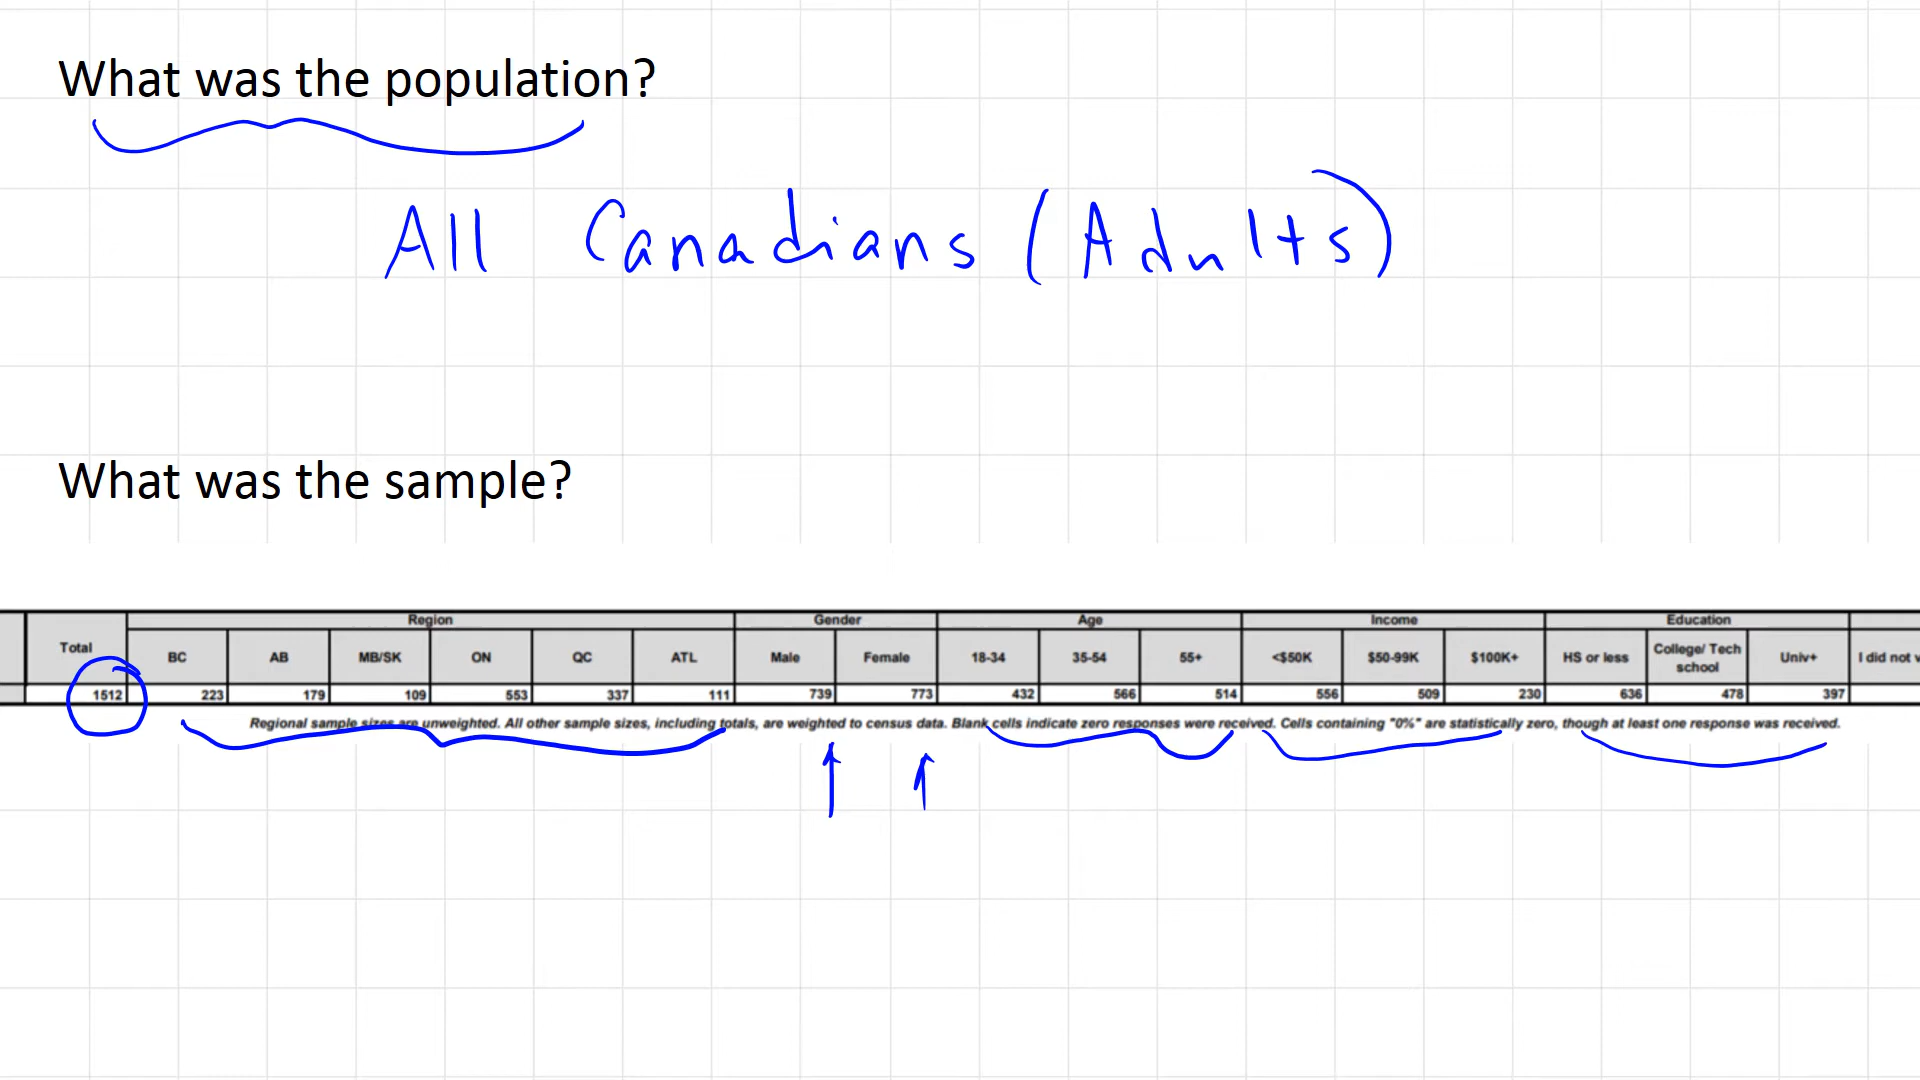 What was the population?
All Canadians (Adults)
What was the sample?
Region Gender Age Income Education
Total BC AB MB/SK ON QC ATL Male Female 18-34 35-54 55+ <$50K $50-99K $100K+ HS or less College/ Tech school Univ+ I did not v
1512 223 179 109 553 337 111 739 773 432 566 514 556 509 230 636 478 397
Regional sample sizes are unweighted. All other sample sizes, including totals, are weighted to census data. Blank cells indicate zero responses were received. Cells containing "0%" are statistically zero, though at least one response was received.